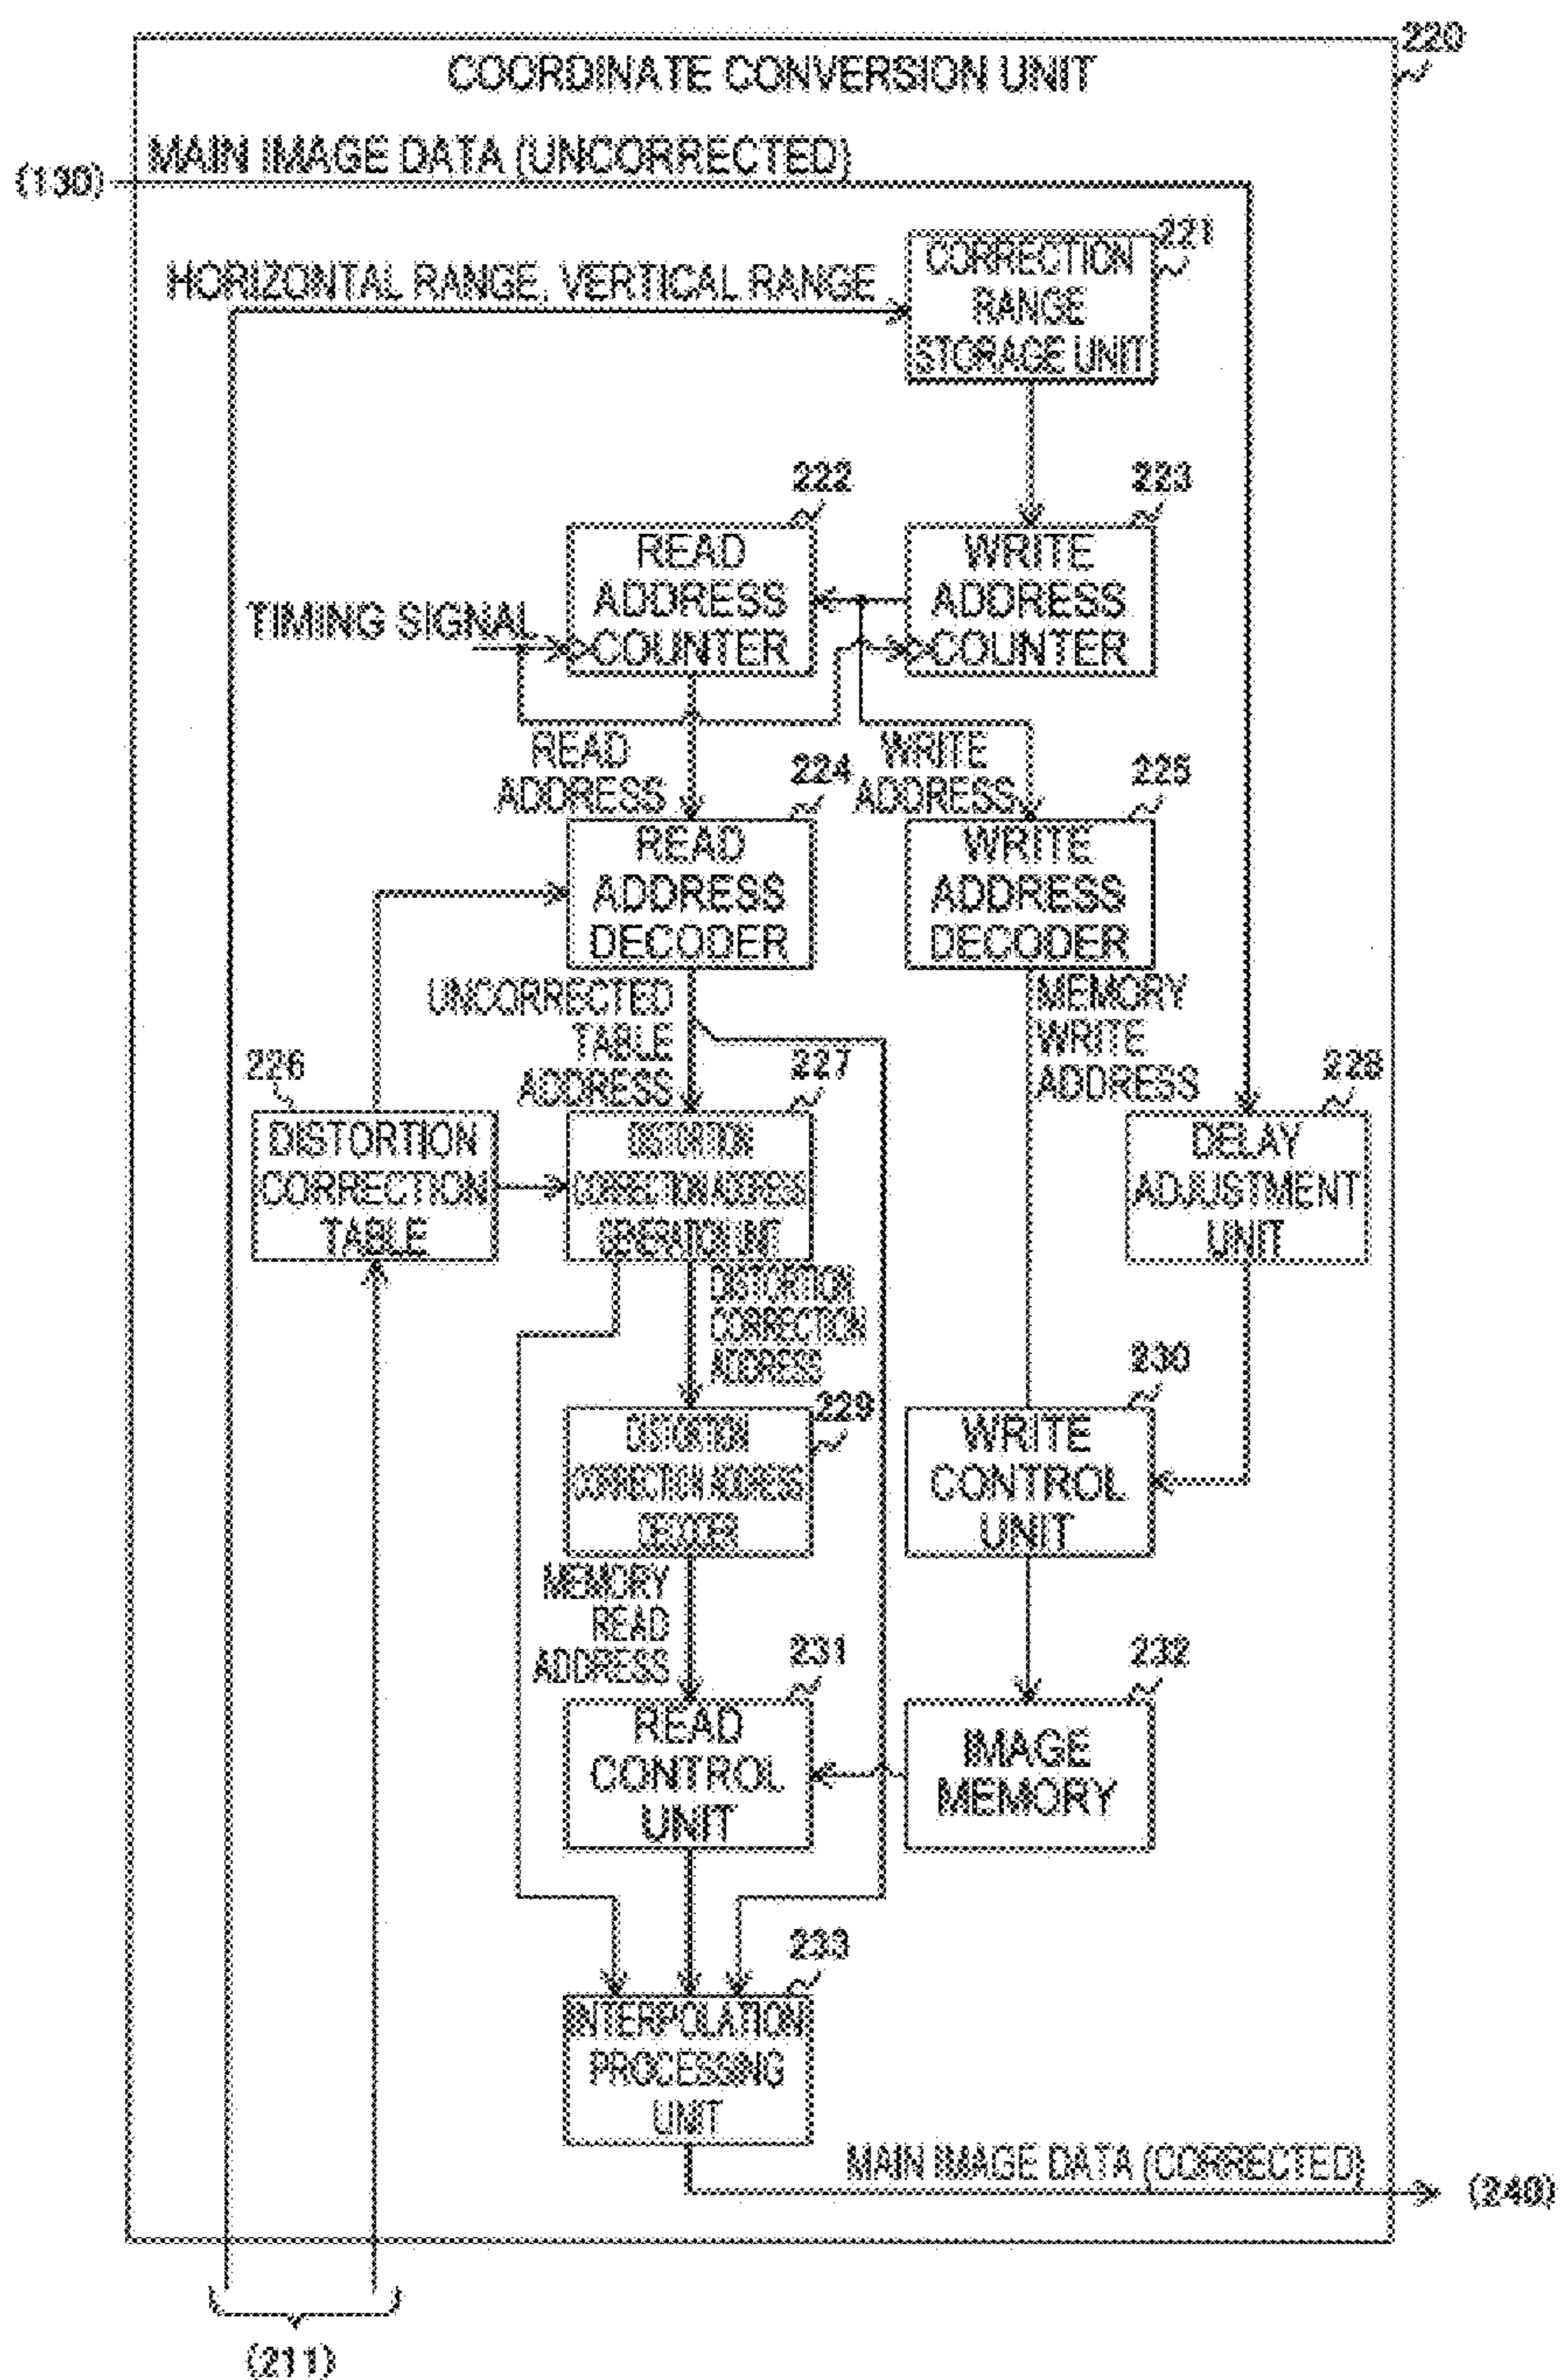 220
COORDINATE CONVERSION UNIT
MAIN IMAGE DATA (UNCORRECTED)
(130)
221
CORRECTION
RANGE
STORAGE UNIT
HORIZONTAL RANGE, VERTICAL RANGE
222
223
READ
ADDRESS
COUNTER
WRITE
ADDRESS
COUNTER
TIMING SIGNAL
READ
ADDRESS
WRITE
ADDRESS
224
225
READ
ADDRESS
DECODER
WRITE
ADDRESS
DECODER
UNCORRECTED
TABLE
ADDRESS
MEMORY
WRITE
ADDRESS
226
227
228
DISTORTION
CORRECTION
TABLE
DISTORTION
CORRECTION ADDRESS
GENERATION UNIT
DELAY
ADJUSTMENT
UNIT
DISTORTION
CORRECTION
ADDRESS
229
230
DISTORTION
CORRECTION ADDRESS
DECODER
WRITE
CONTROL
UNIT
MEMORY
READ
ADDRESS
231
232
READ
CONTROL
UNIT
IMAGE
MEMORY
233
INTERPOLATION
PROCESSING
UNIT
MAIN IMAGE DATA (CORRECTED)
(240)
(211)